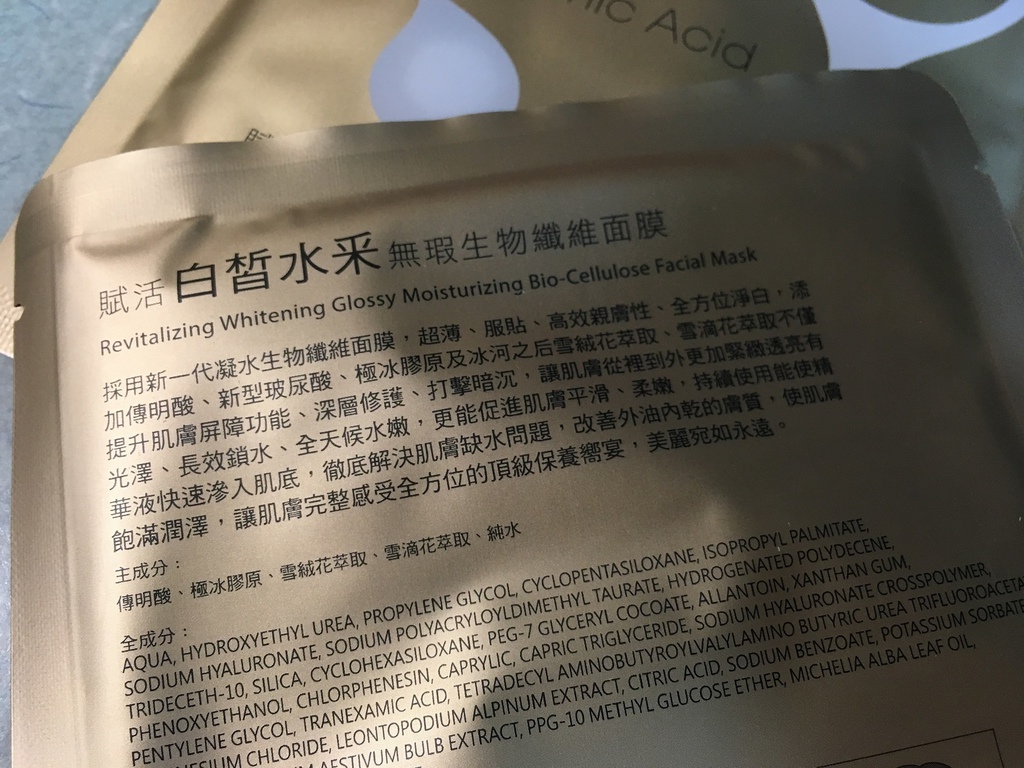 nic Acid
賦活 白皙水采 無瑕生物纖維面膜
Revitalizing Whitening Glossy Moisturizing Bio-Cellulose Facial Mask
採用新一代凝水生物纖維面膜，超薄、服貼、高效親膚性、全方位淨白，添
加傳明酸、新型玻尿酸、極冰膠原及冰河之后雪絨花萃取、雪滴花萃取不僅
提升肌膚屏障功能、深層修護、打擊暗沉，讓肌膚從裡到外更加緊緻透亮有
光澤、長效鎖水、全天候水嫩，更能促進肌膚平滑、柔嫩，持續使用能使精
華液快速滲入肌底，徹底解決肌膚缺水問題，改善外油內乾的膚質，使肌膚
飽滿潤澤，讓肌膚完整感受全方位的頂級保養嚮宴，美麗宛如永遠。
主成分：
傳明酸、極冰膠原、雪絨花萃取、雪滴花萃取、純水
全成分：
AQUA, HYDROXYETHYL UREA, PROPYLENE GLYCOL, CYCLOPENTASILOXANE, ISOPROPYL PALMITATE,
SODIUM HYALURONATE, SODIUM POLYACRYLOYLDIMETHYL TAURATE, HYDROGENATED POLYDECENE,
TRIDECETH-10, SILICA, CYCLOHEXASILOXANE, PEG-7 GLYCERYL COCOATE, ALLANTOIN, XANTHAN GUM,
PHENOXYETHANOL, CHLORPHENESIN, CAPRYLIC, CAPRIC TRIGLYCERIDE, SODIUM HYALURONATE CROSSPOLYMER,
PENTYLENE GLYCOL, TRANEXAMIC ACID, TETRADECYL AMINOBUTYROYLVALYLAMINO BUTYRIC UREA TRIFLUOROACETA
NESIUM CHLORIDE, LEONTOPODIUM ALPINUM EXTRACT, CITRIC ACID, SODIUM BENZOATE, POTASSIUM SORBATE
M AESTIVUM BULB EXTRACT, PPG-10 METHYL GLUCOSE ETHER, MICHELIA ALBA LEAF OIL,